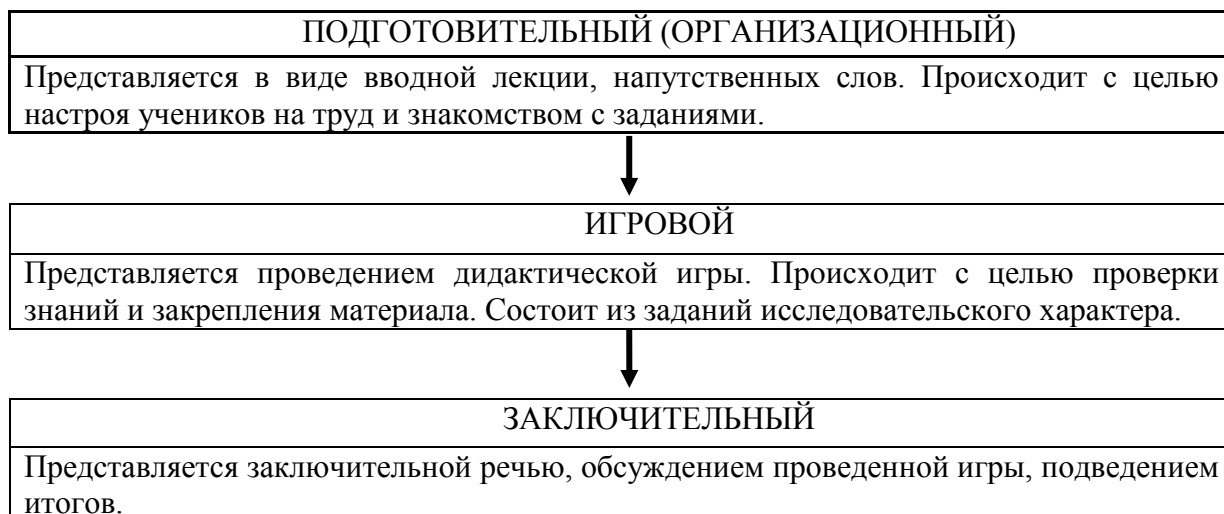 ПОДГОТОВИТЕЛЬНЫЙ (ОРГАНИЗАЦИОННЫЙ)
Представляется в виде вводной лекции, напутственных слов. Происходит с целью
настроя учеников на труд и знакомством с заданиями.
ИГРОВОЙ
Представляется проведением дидактической игры. Происходит с целью проверки
знаний и закрепления материала. Состоит из заданий исследовательского характера.
ЗАКЛЮЧИТЕЛЬНЫЙ
Представляется заключительной речью, обсуждением проведенной игры, подведением
итогов.